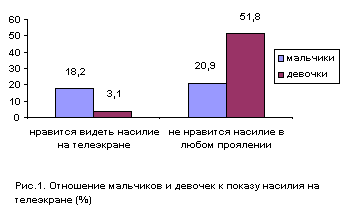 60
50
40
30
20
10
0
18,2
3,1
20,9
51,8
мальчики
девочки
нравится видеть насилие
на телеэкране
не нравится насилие в
любом проялении
Рис.1. Отношение мальчиков и девочек к показу насилия на
телеэкране (%)